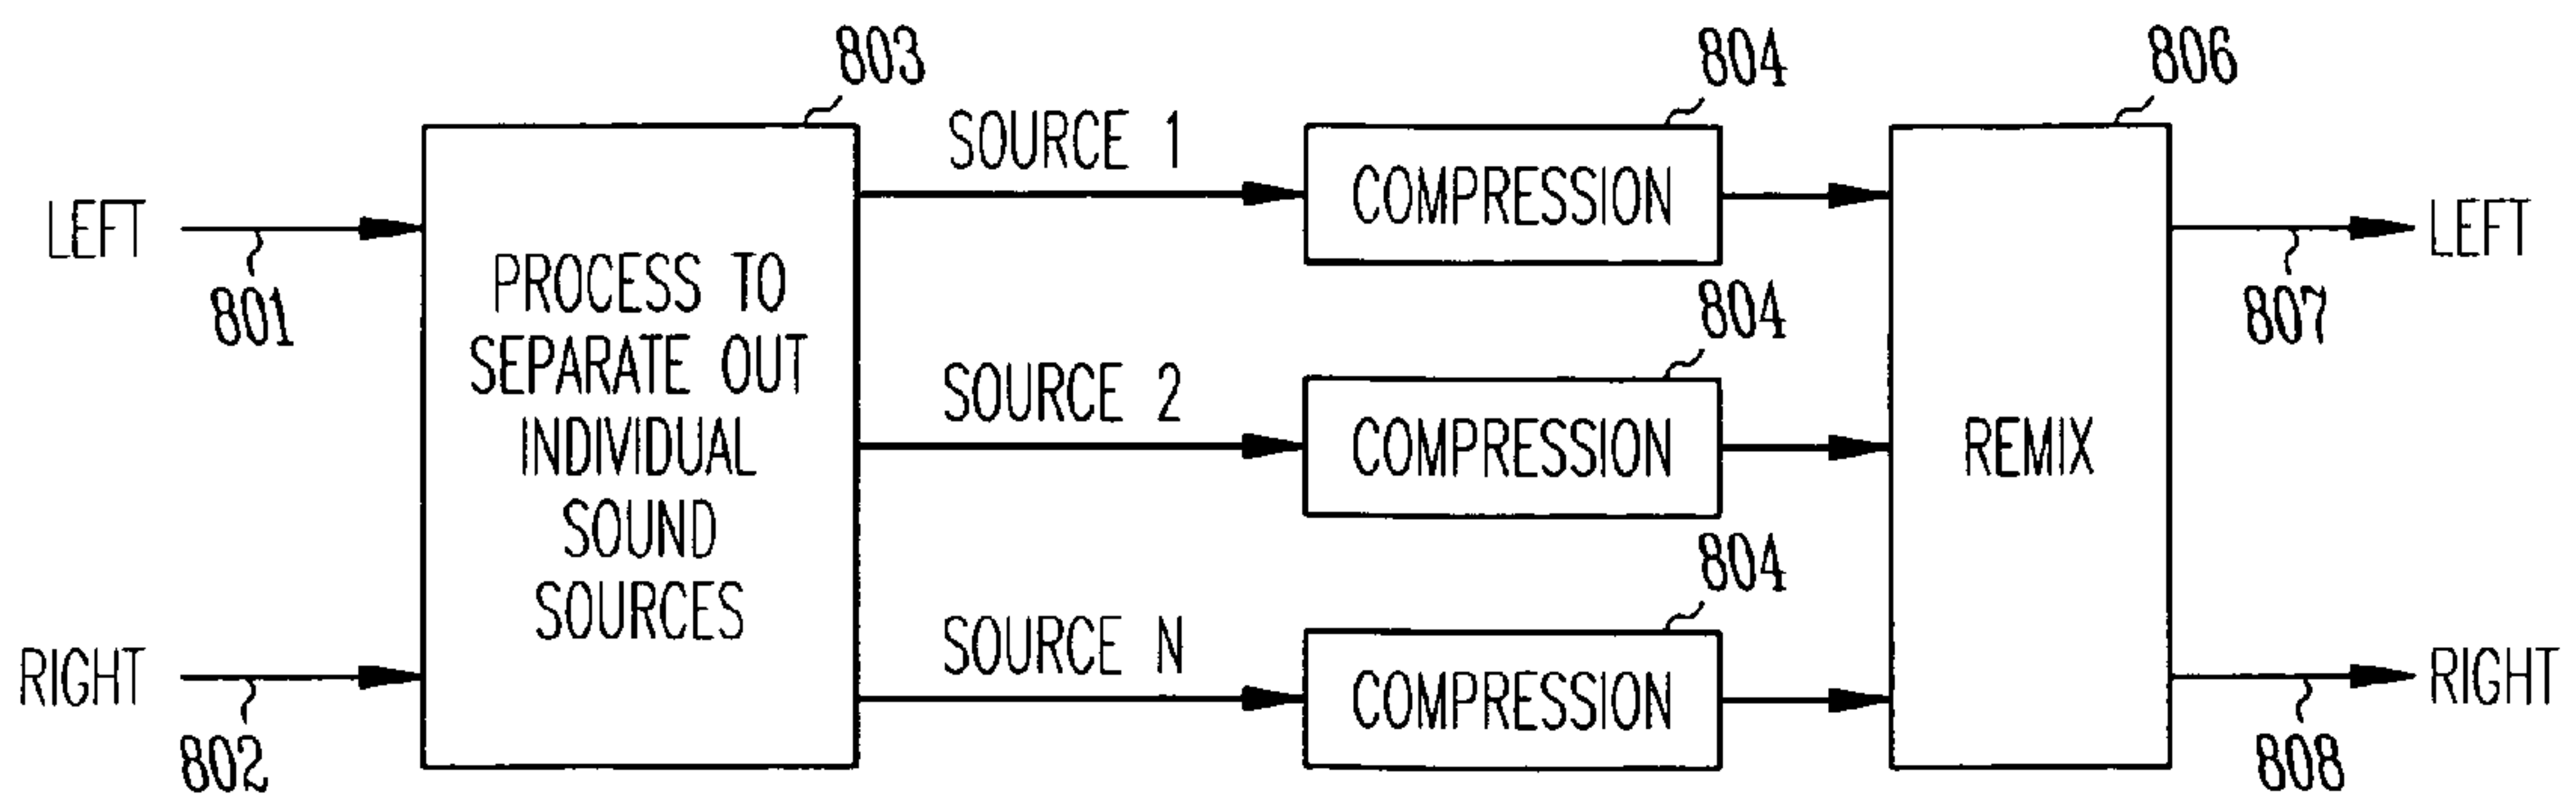 803
804
806
SOURCE 1
LEFT
801
PROCESS TO
SEPARATE OUT
INDIVIDUAL
SOUND
SOURCES
COMPRESSION
LEFT
807
804
SOURCE 2
COMPRESSION
REMIX
804
SOURCE N
COMPRESSION
RIGHT
802
RIGHT
808